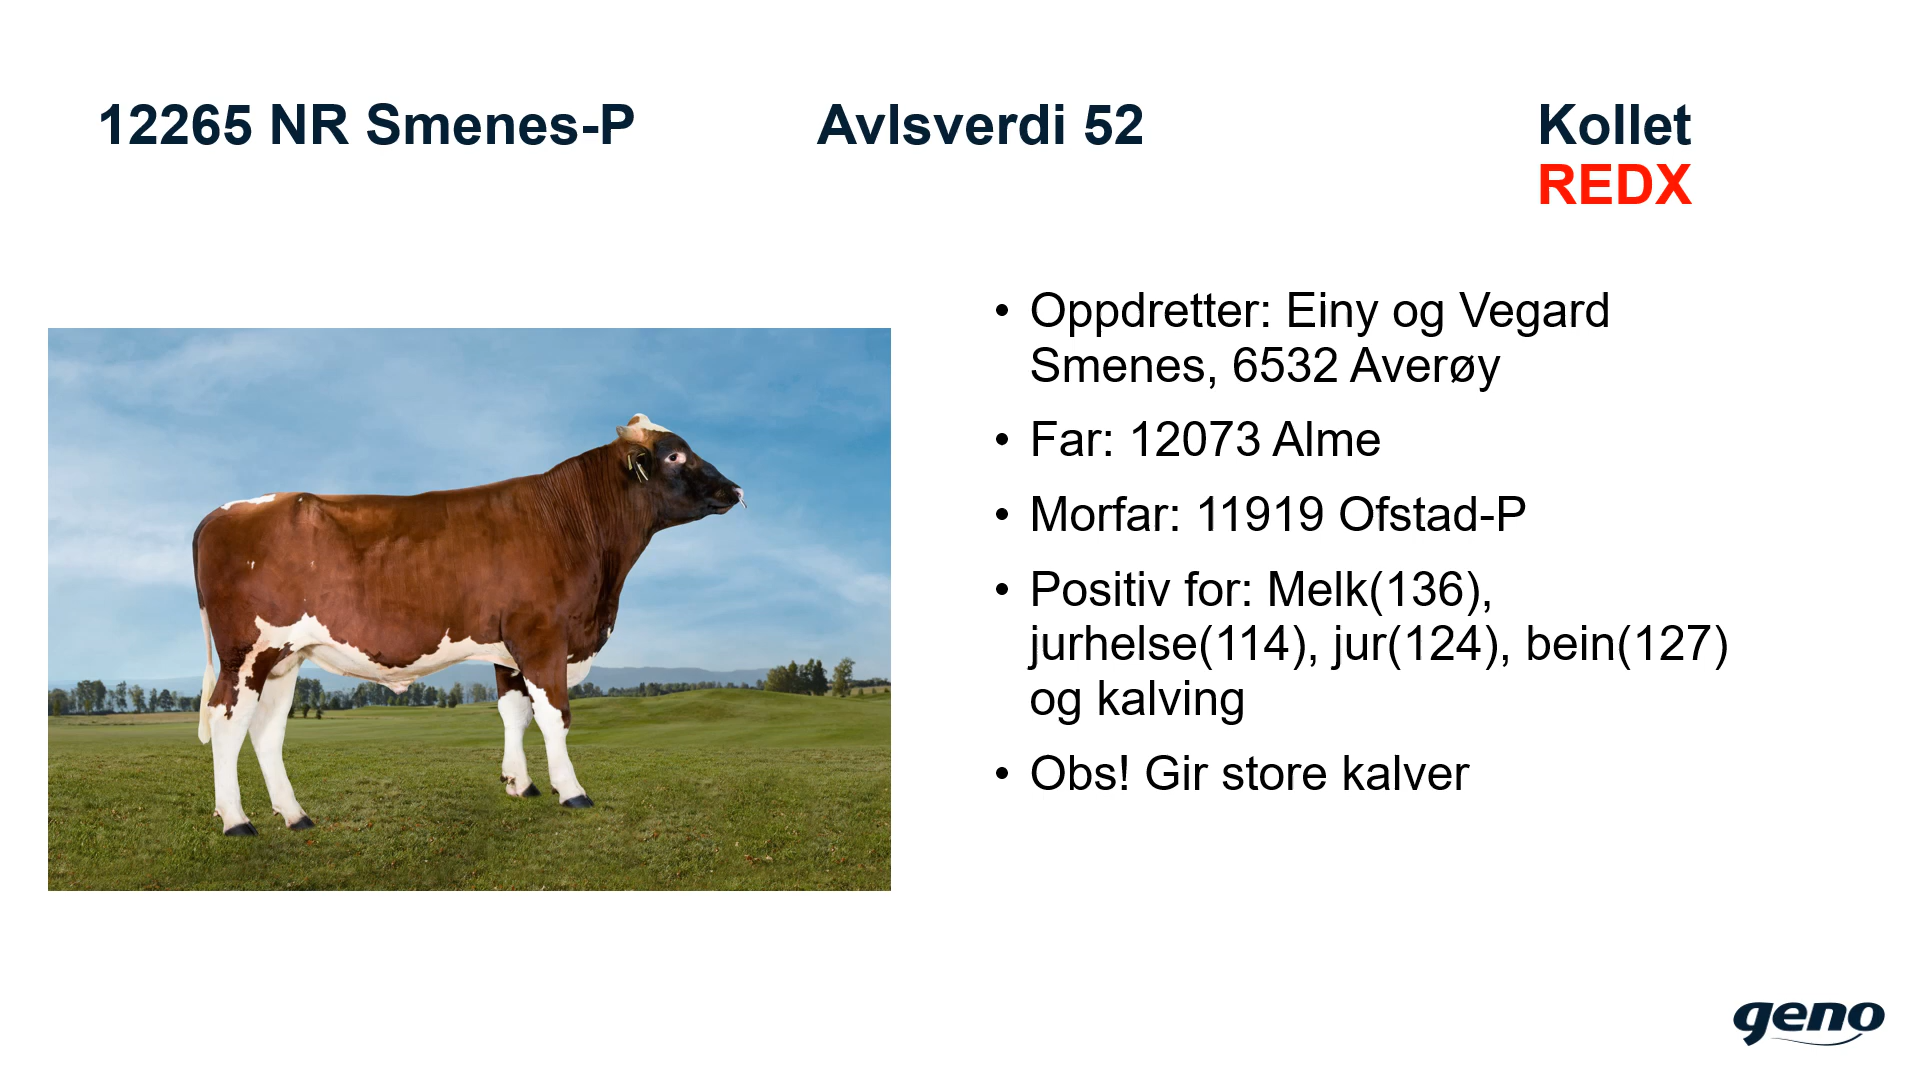 12265 NR Smenes-P Avlsverdi 52 Kollet
REDX
• Oppdretter: Einy og Vegard
Smenes, 6532 Averøy
• Far: 12073 Alme
• Morfar: 11919 Ofstad-P
• Positiv for: Melk(136),
jurhelse(114), jur(124), bein(127)
og kalving
• Obs! Gir store kalver
geno